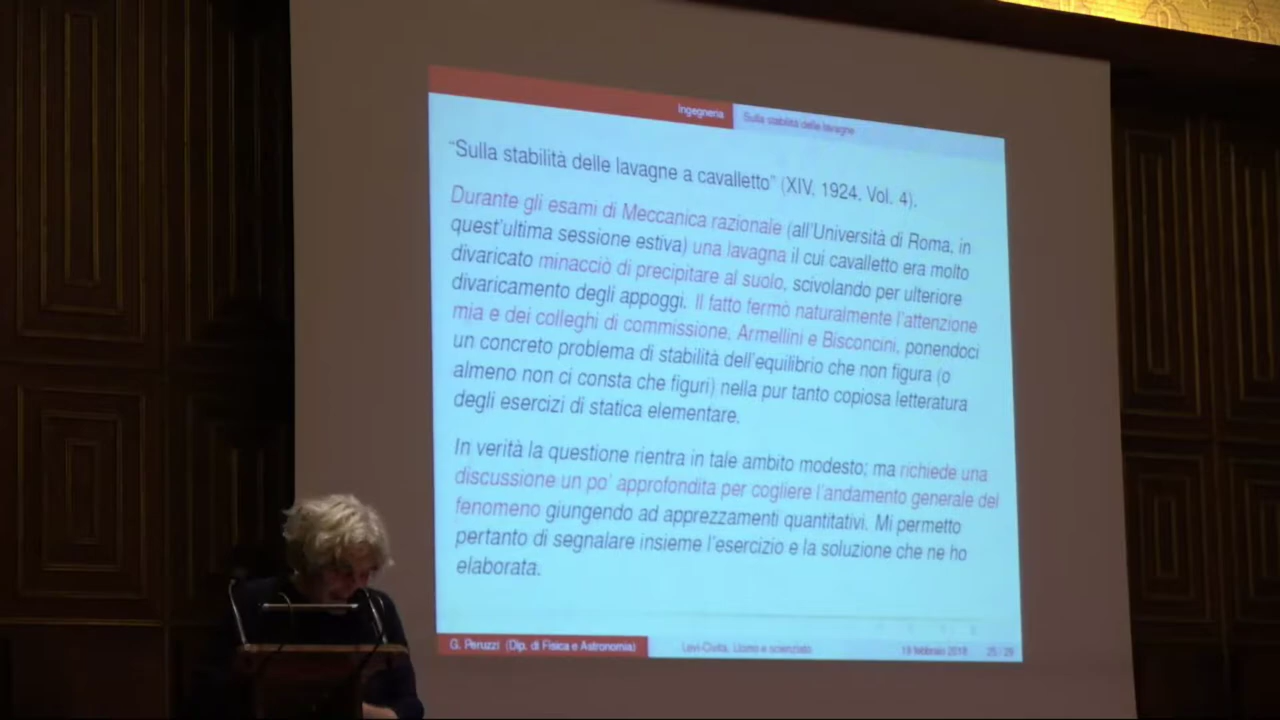 Ingegneria
Sulla stabilità delle lavagne
“Sulla stabilità delle lavagne a cavalletto” (XIV. 1924. Vol. 4).
Durante gli esami di Meccanica razionale (all’Università di Roma, in
quest’ultima sessione estiva) una lavagna il cui cavalletto era molto
divaricato minacciò di precipitare al suolo, scivolando per ulteriore
divaricamento degli appoggi. Il fatto fermò naturalmente l’attenzione
mia e dei colleghi di commissione, Armellini e Bisconcini, ponendoci
un concreto problema di stabilità dell’equilibrio che non figura (o
almeno non ci consta che figuri) nella pur tanto copiosa letteratura
degli esercizi di statica elementare.
In verità la questione rientra in tale ambito modesto; ma richiede una
discussione un po’ approfondita per cogliere l’andamento generale del
fenomeno giungendo ad apprezzamenti quantitativi. Mi permetto
pertanto di segnalare insieme l’esercizio e la soluzione che ne ho
elaborata.
G. Peruzzi (Dip. di Fisica e Astronomia)
Levi-Civita, Uomo e scienziato
19 febbraio 2018
25 / 29